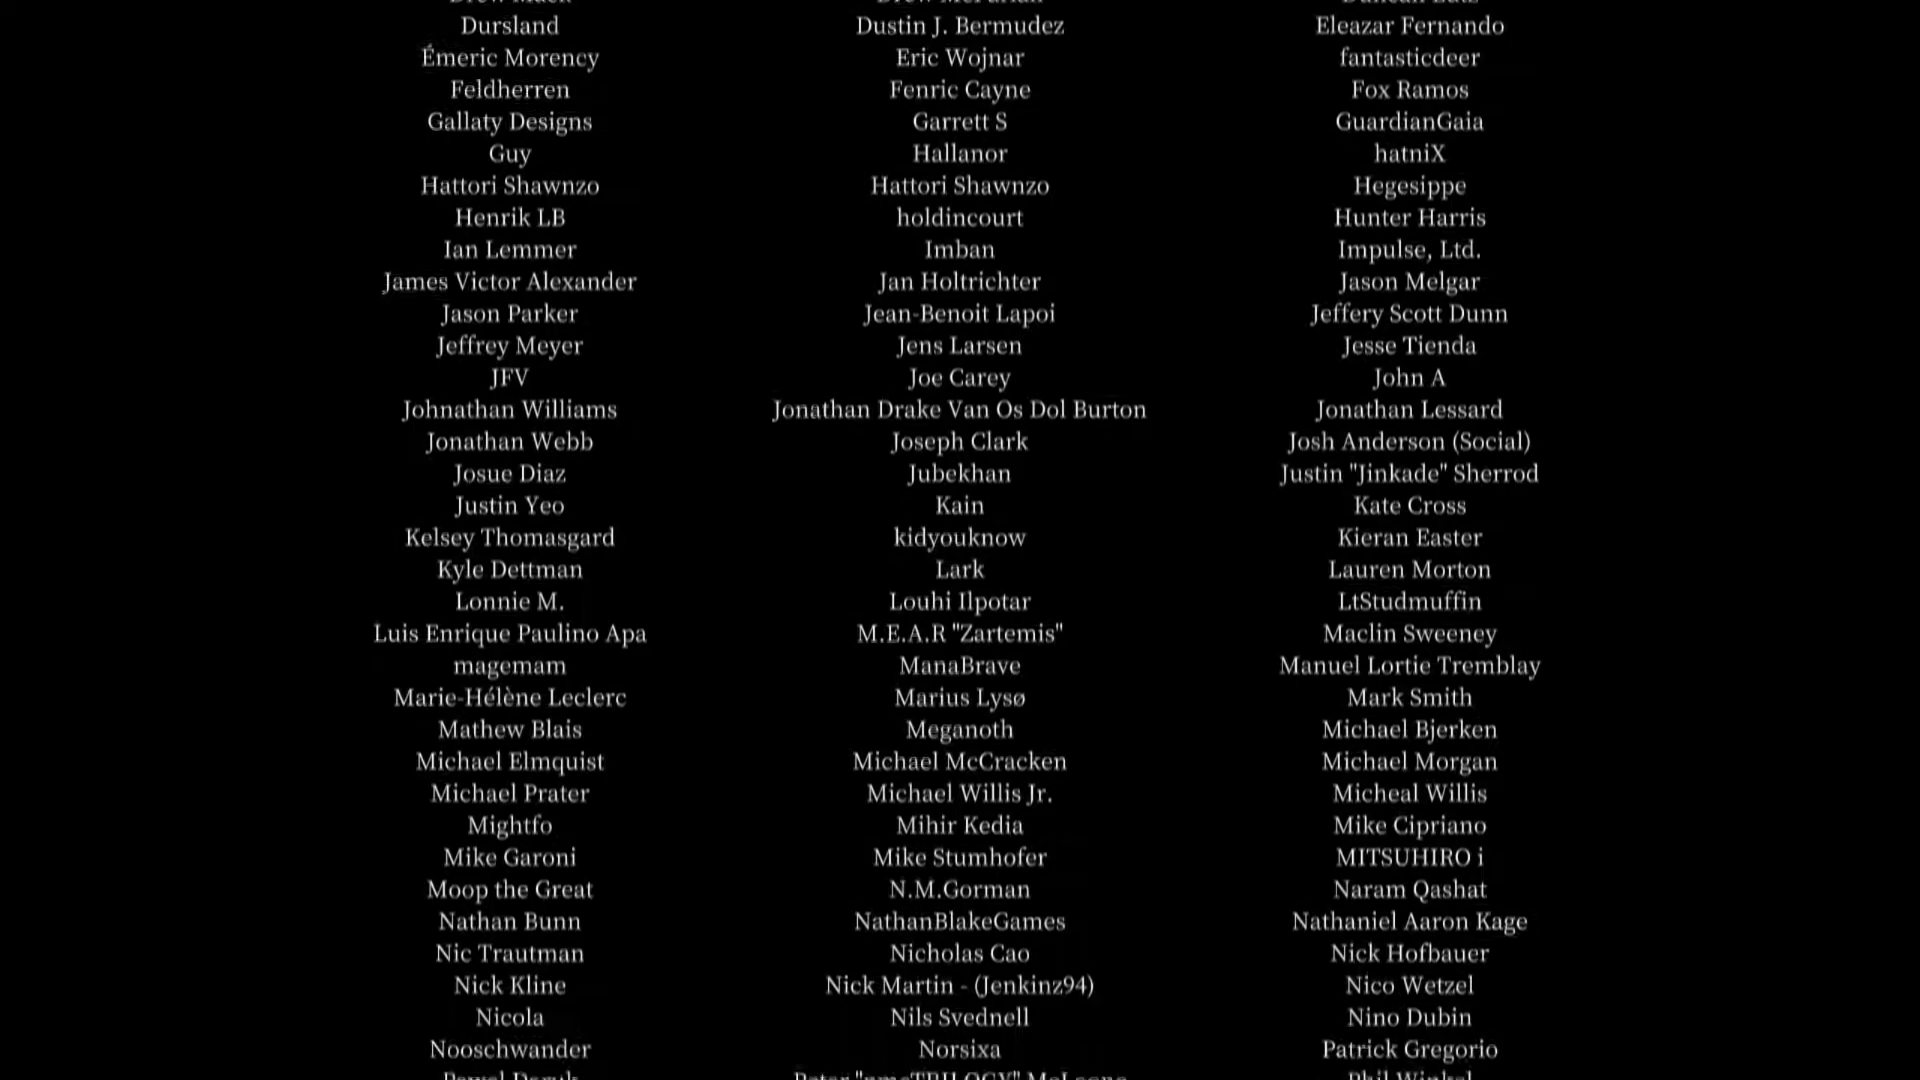 Dursland Dustin J. Bermudez Eleazar Fernando
Émeric Morency Eric Wojnar fantasticdeer
Feldherren Fenric Cayne Fox Ramos
Gallaty Designs Garrett S GuardianGaia
Guy Hallanor hatniX
Hattori Shawnzo Hattori Shawnzo Hegesippe
Henrik LB holdincourt Hunter Harris
Ian Lemmer Imban Impulse, Ltd.
James Victor Alexander Jan Holtrichter Jason Melgar
Jason Parker Jean-Benoit Lapoi Jeffery Scott Dunn
Jeffrey Meyer Jens Larsen Jesse Tienda
JFV Joe Carey John A
Johnathan Williams Jonathan Drake Van Os Dol Burton Jonathan Lessard
Jonathan Webb Joseph Clark Josh Anderson (Social)
Josue Diaz Jubekhan Justin "Jinkade" Sherrod
Justin Yeo Kain Kate Cross
Kelsey Thomasgard kidyouknow Kieran Easter
Kyle Dettman Lark Lauren Morton
Lonnie M. Louhi Ilpotar LtStudmuffin
Luis Enrique Paulino Apa M.E.A.R "Zartemis" Maclin Sweeney
magemam ManaBrave Manuel Lortie Tremblay
Marie-Hélène Leclerc Marius Lysø Mark Smith
Mathew Blais Meganoth Michael Bjerken
Michael Elmquist Michael McCracken Michael Morgan
Michael Prater Michael Willis Jr. Micheal Willis
Mightfo Mihir Kedia Mike Cipriano
Mike Garoni Mike Stumhofer MITSUHIRO i
Moop the Great N.M.Gorman Naram Qashat
Nathan Bunn NathanBlakeGames Nathaniel Aaron Kage
Nic Trautman Nicholas Cao Nick Hofbauer
Nick Kline Nick Martin - (Jenkinz94) Nico Wetzel
Nicola Nils Svednell Nino Dubin
Nooschwander Norsixa Patrick Gregorio